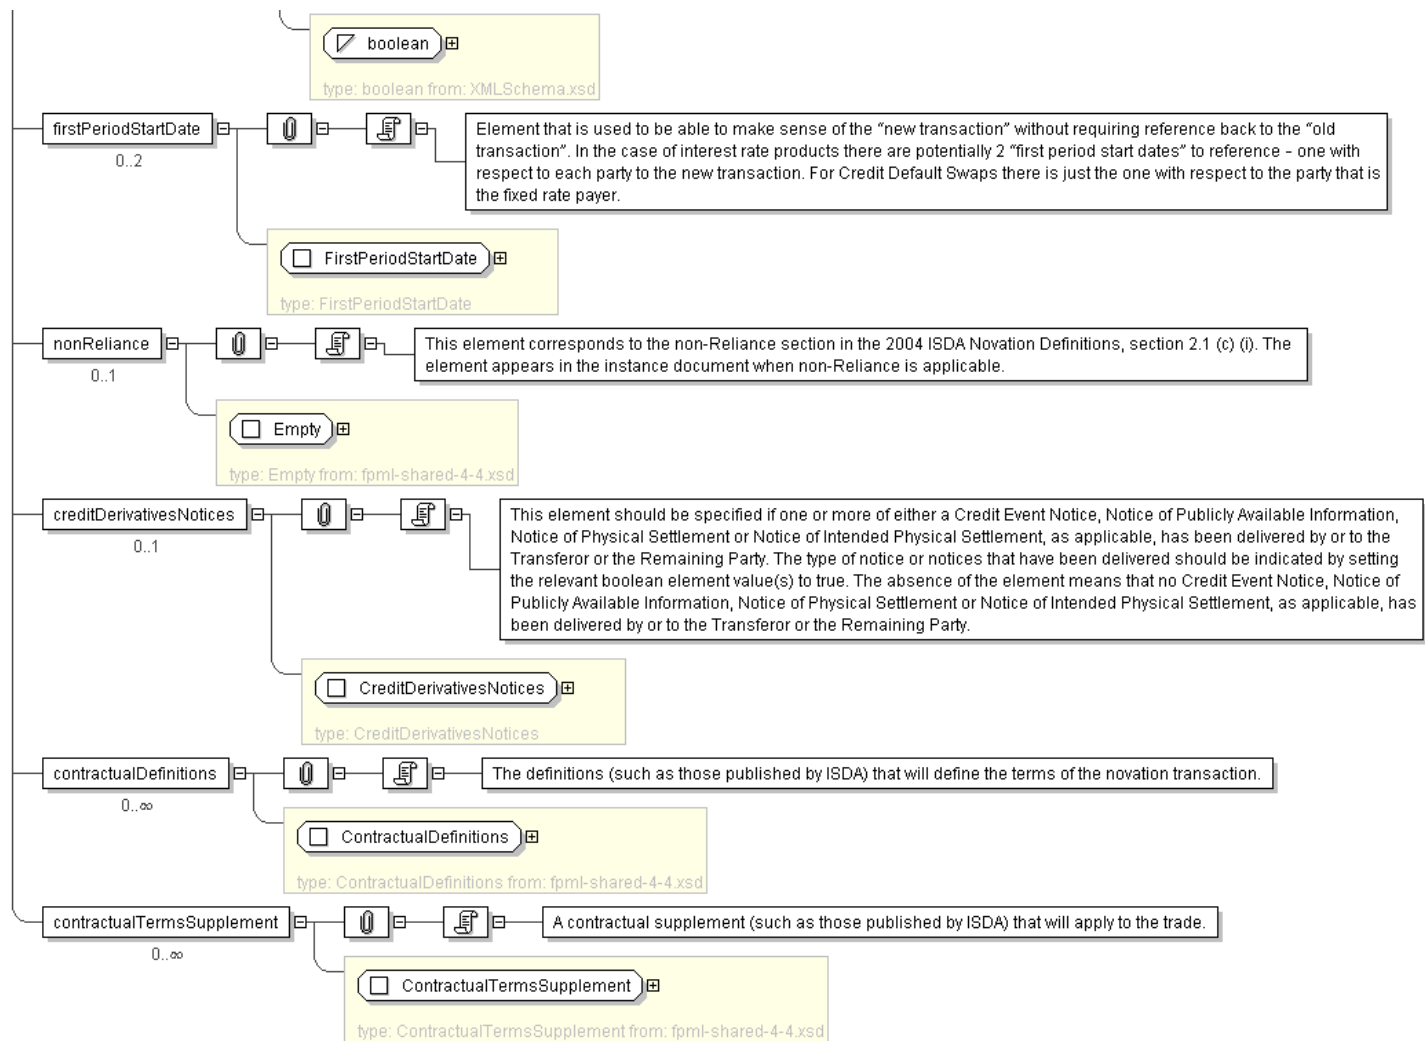 boolean
type: boolean from: XMLSchema.xsd
firstPeriodStartDate
0..2
Element that is used to be able to make sense of the “new transaction” without requiring reference back to the “old
transaction”. In the case of interest rate products there are potentially 2 “first period start dates” to reference – one with
respect to each party to the new transaction. For Credit Default Swaps there is just the one with respect to the party that is
the fixed rate payer.
FirstPeriodStartDate
type: FirstPeriodStartDate
nonReliance
0..1
This element corresponds to the non-Reliance section in the 2004 ISDA Novation Definitions, section 2.1 (c) (i). The
element appears in the instance document when non-Reliance is applicable.
Empty
type: Empty from: fpml-shared-4-4.xsd
creditDerivativesNotices
0..1
This element should be specified if one or more of either a Credit Event Notice, Notice of Publicly Available Information,
Notice of Physical Settlement or Notice of Intended Physical Settlement, as applicable, has been delivered by or to the
Transferor or the Remaining Party. The type of notice or notices that have been delivered should be indicated by setting
the relevant boolean element value(s) to true. The absence of the element means that no Credit Event Notice, Notice of
Publicly Available Information, Notice of Physical Settlement or Notice of Intended Physical Settlement, as applicable, has
been delivered by or to the Transferor or the Remaining Party.
CreditDerivativesNotices
type: CreditDerivativesNotices
contractualDefinitions
0..∞
The definitions (such as those published by ISDA) that will define the terms of the novation transaction.
ContractualDefinitions
type: ContractualDefinitions from: fpml-shared-4-4.xsd
contractualTermsSupplement
0..∞
A contractual supplement (such as those published by ISDA) that will apply to the trade.
ContractualTermsSupplement
type: ContractualTermsSupplement from: fpml-shared-4-4.xsd